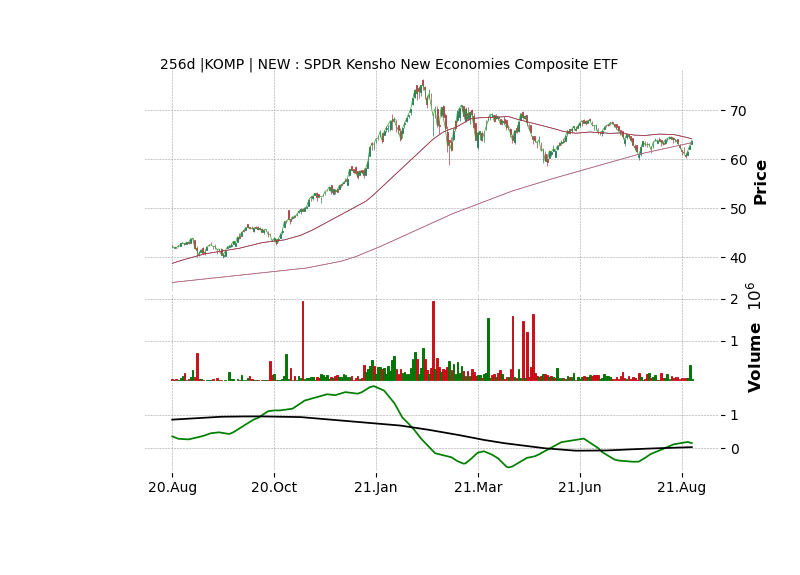 256d |KOMP | NEW : SPDR Kensho New Economies Composite ETF
70
60
50
40
Price
2
1
Volume 10^6
1
0
20.Aug 20.Oct 21.Jan 21.Mar 21.Jun 21.Aug